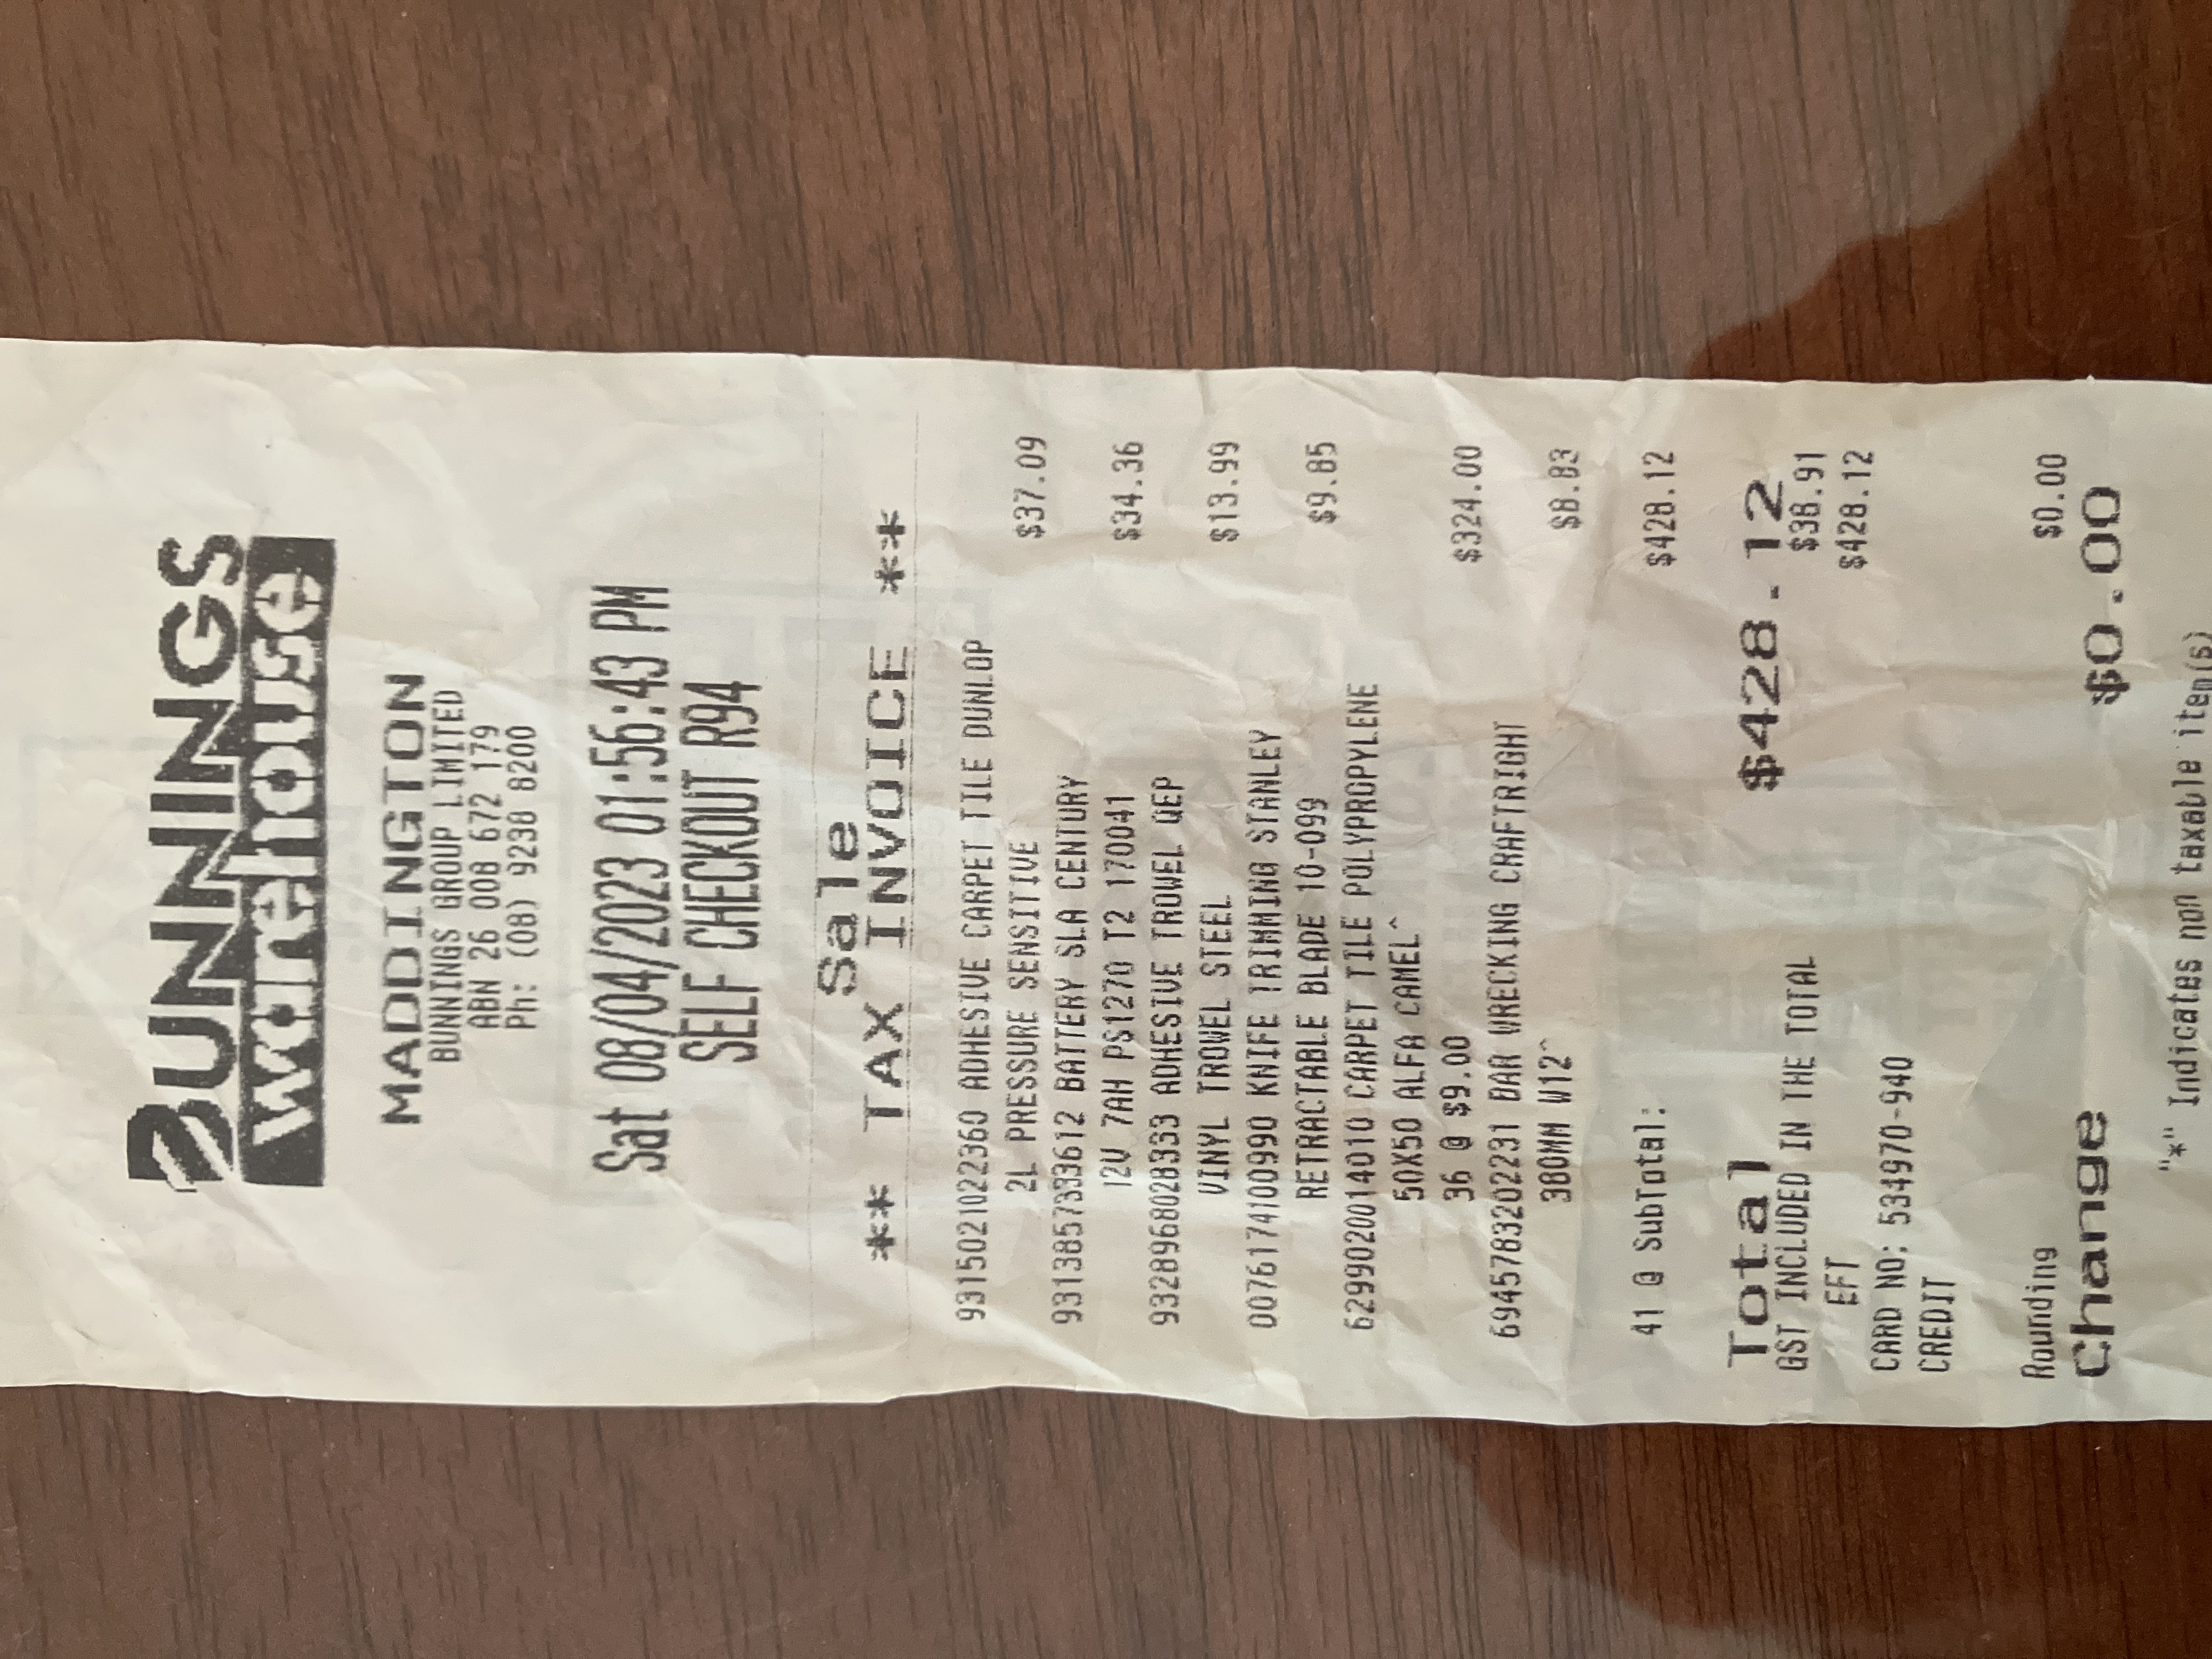 BUNNINGS
warehouse
MADDINGTON
BUNNINGS GROUP LIMITED
ABN 26 008 672 179
Ph: (08) 9238 8200
Sat 08/04/2023 01:56:43 PM
SELF CHECKOUT R94
Sale
** TAX INVOICE **
9315021022360 ADHESIVE CARPET TILE DUNLOP
2L PRESSURE SENSITIVE $37.09
9313857333612 BATTERY SLA CENTURY
12V 7AH PS1270 T2 170041 $34.36
9328968028333 ADHESIVE TROWEL QEP
VINYL TROWEL STEEL $13.99
0076174100990 KNIFE TRIMMING STANLEY
RETRACTABLE BLADE 10-099 $9.85
6299020014010 CARPET TILE POLYPROPYLENE
50X50 ALFA CAMEL^
36 @ $9.00 $324.00
6945783202231 BAR WRECKING CRAFTRIGHT
380MM W12^ $8.83
41 @ SubTotal: $428.12
Total $428.12
GST INCLUDED IN THE TOTAL $38.91
EFT $428.12
CARD NO: 534970-940
CREDIT
Rounding $0.00
Change $0.00
"*" Indicates non taxable item(s)